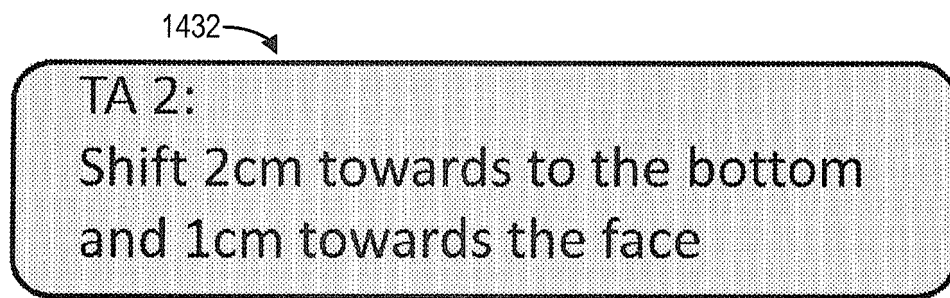 1432
TA 2:
Shift 2cm towards to the bottom
and 1cm towards the face